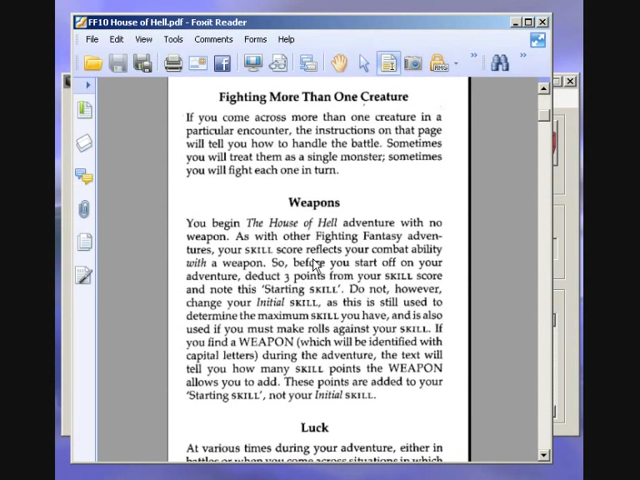 FF10 House of Hell.pdf - Foxit Reader
File Edit View Tools Comments Forms Help
Fighting More Than One Creature
If you come across more than one creature in a
particular encounter, the instructions on that page
will tell you how to handle the battle. Sometimes
you will treat them as a single monster; sometimes
you will fight each one in turn.
Weapons
You begin The House of Hell adventure with no
weapon. As with other Fighting Fantasy adven-
tures, your SKILL score reflects your combat ability
with a weapon. So, before you start off on your
adventure, deduct 3 points from your SKILL score
and note this 'Starting SKILL'. Do not, however,
change your Initial SKILL, as this is still used to
determine the maximum SKILL you have, and is also
used if you must make rolls against your SKILL. If
you find a WEAPON (which will be identified with
capital letters) during the adventure, the text will
tell you how many SKILL points the WEAPON
allows you to add. These points are added to your
'Starting SKILL', not your Initial SKILL.
Luck
At various times during your adventure, either in
battles or when you come across situations in which